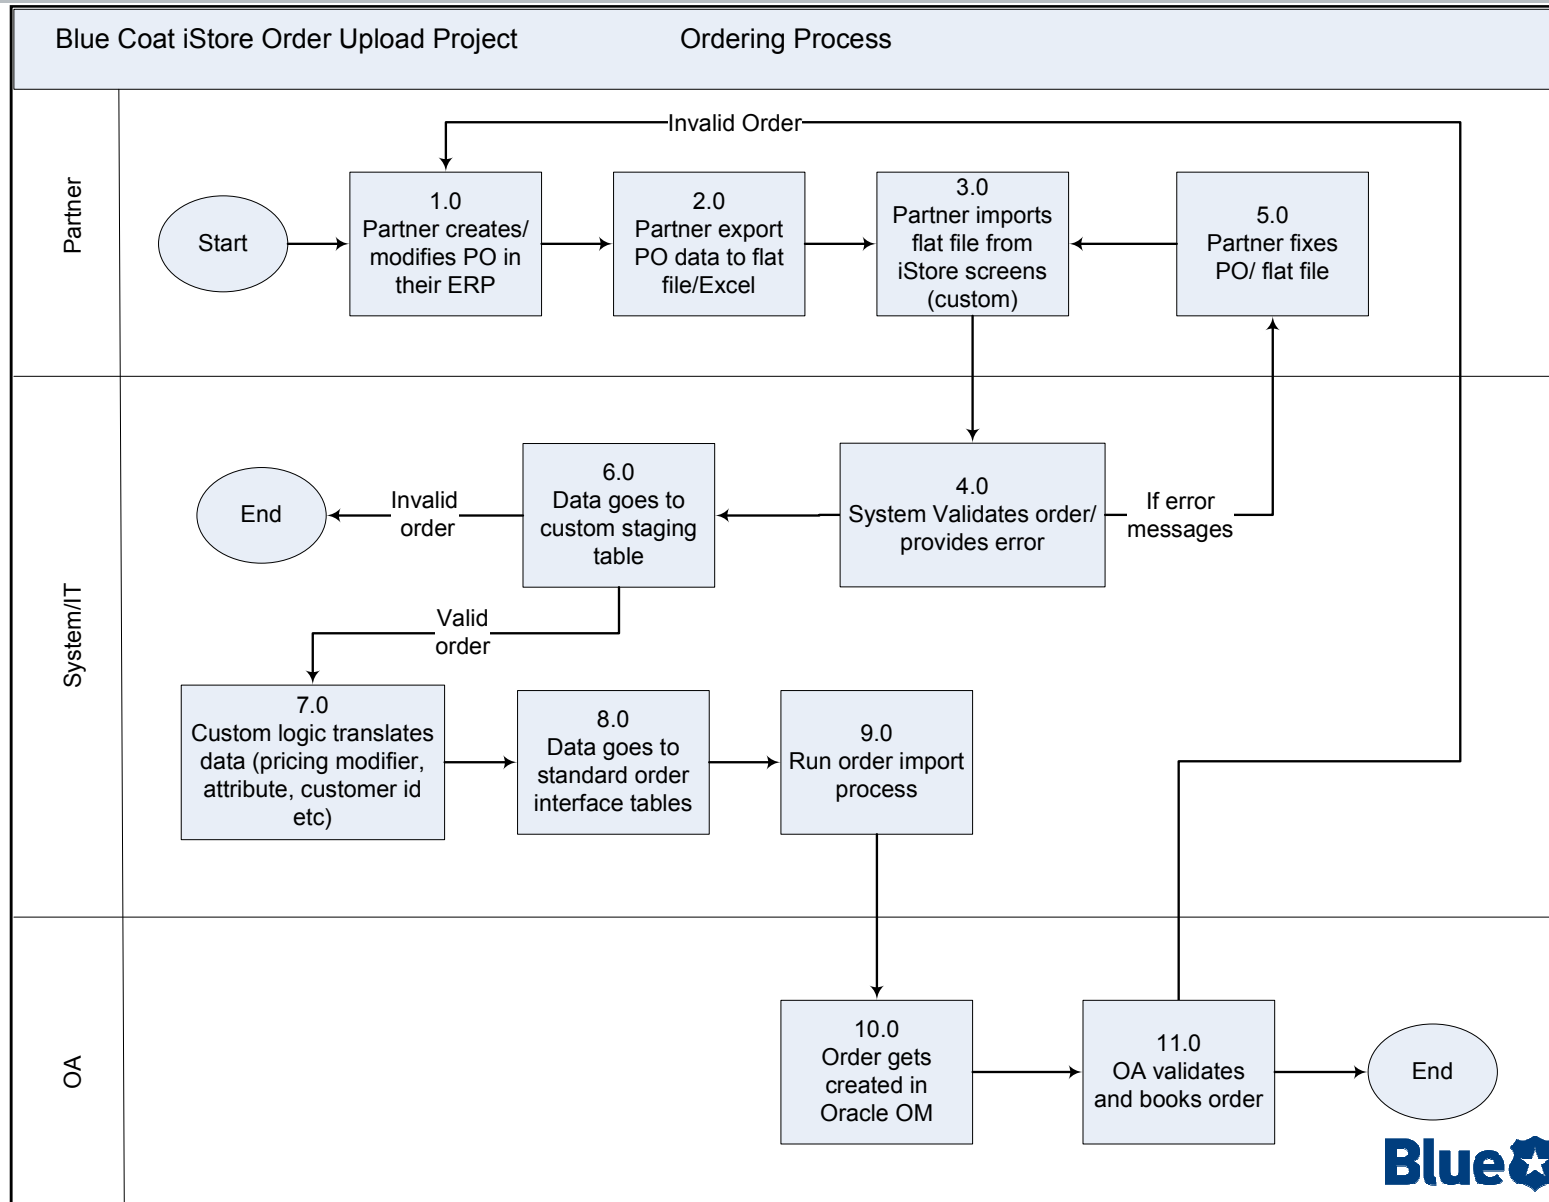 Blue Coat iStore Order Upload Project Ordering Process
Partner
Invalid Order
Start
1.0
Partner creates/
modifies PO in
their ERP
2.0
Partner export
PO data to flat
file/Excel
3.0
Partner imports
flat file from
iStore screens
(custom)
5.0
Partner fixes
PO/ flat file
System/IT
End
Invalid
order
6.0
Data goes to
custom staging
table
4.0
System Validates order/
provides error
If error
messages
Valid
order
7.0
Custom logic translates
data (pricing modifier,
attribute, customer id
etc)
8.0
Data goes to
standard order
interface tables
9.0
Run order import
process
OA
10.0
Order gets
created in
Oracle OM
11.0
OA validates
and books order
End
Blue